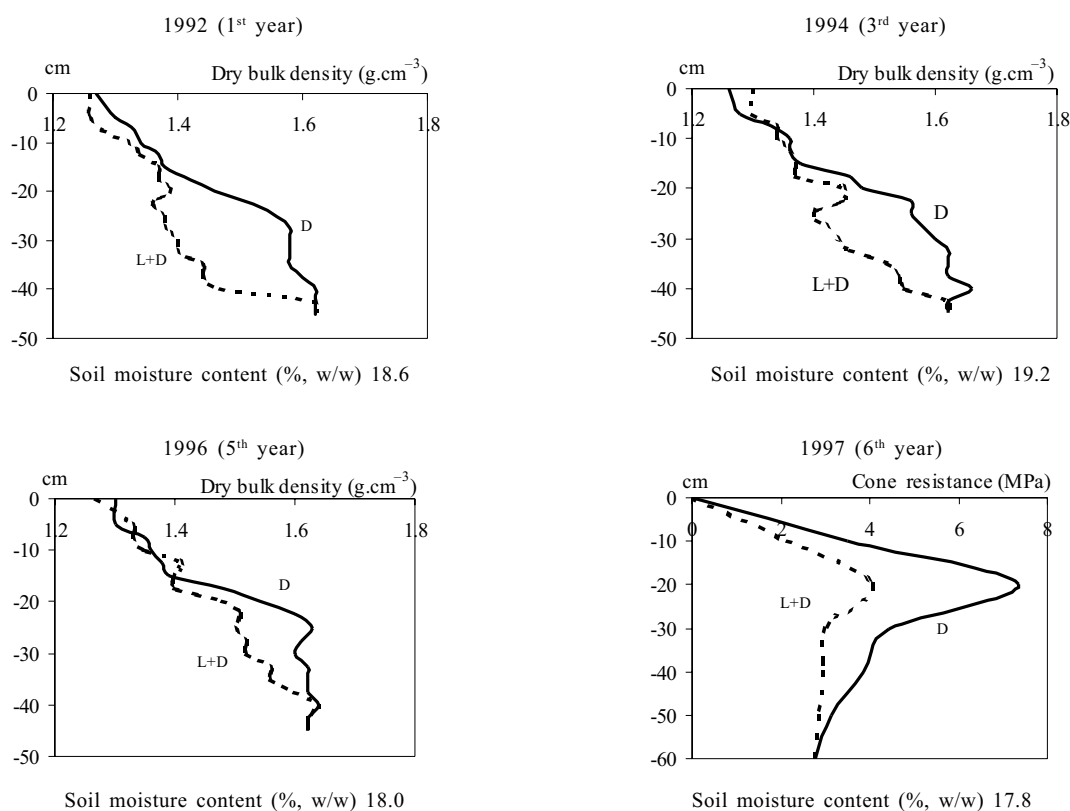 1992 (1st year)
cm Dry bulk density (g.cm−3)
0
1.2 1.4 1.6 1.8
-10
-20
D
-30
L+D
-40
-50
Soil moisture content (%, w/w) 18.6
1994 (3rd year)
cm Dry bulk density (g.cm−3)
0
1.2 1.4 1.6 1.8
-10
-20
D
-30
L+D
-40
-50
Soil moisture content (%, w/w) 19.2
1996 (5th year)
cm Dry bulk density (g.cm−3)
0
1.2 1.4 1.6 1.8
-10
-20
D
-30
L+D
-40
-50
Soil moisture content (%, w/w) 18.0
1997 (6th year)
cm Cone resistance (MPa)
0
0 2 4 6 8
-10
-20
L+D
D
-30
-40
-50
-60
Soil moisture content (%, w/w) 17.8